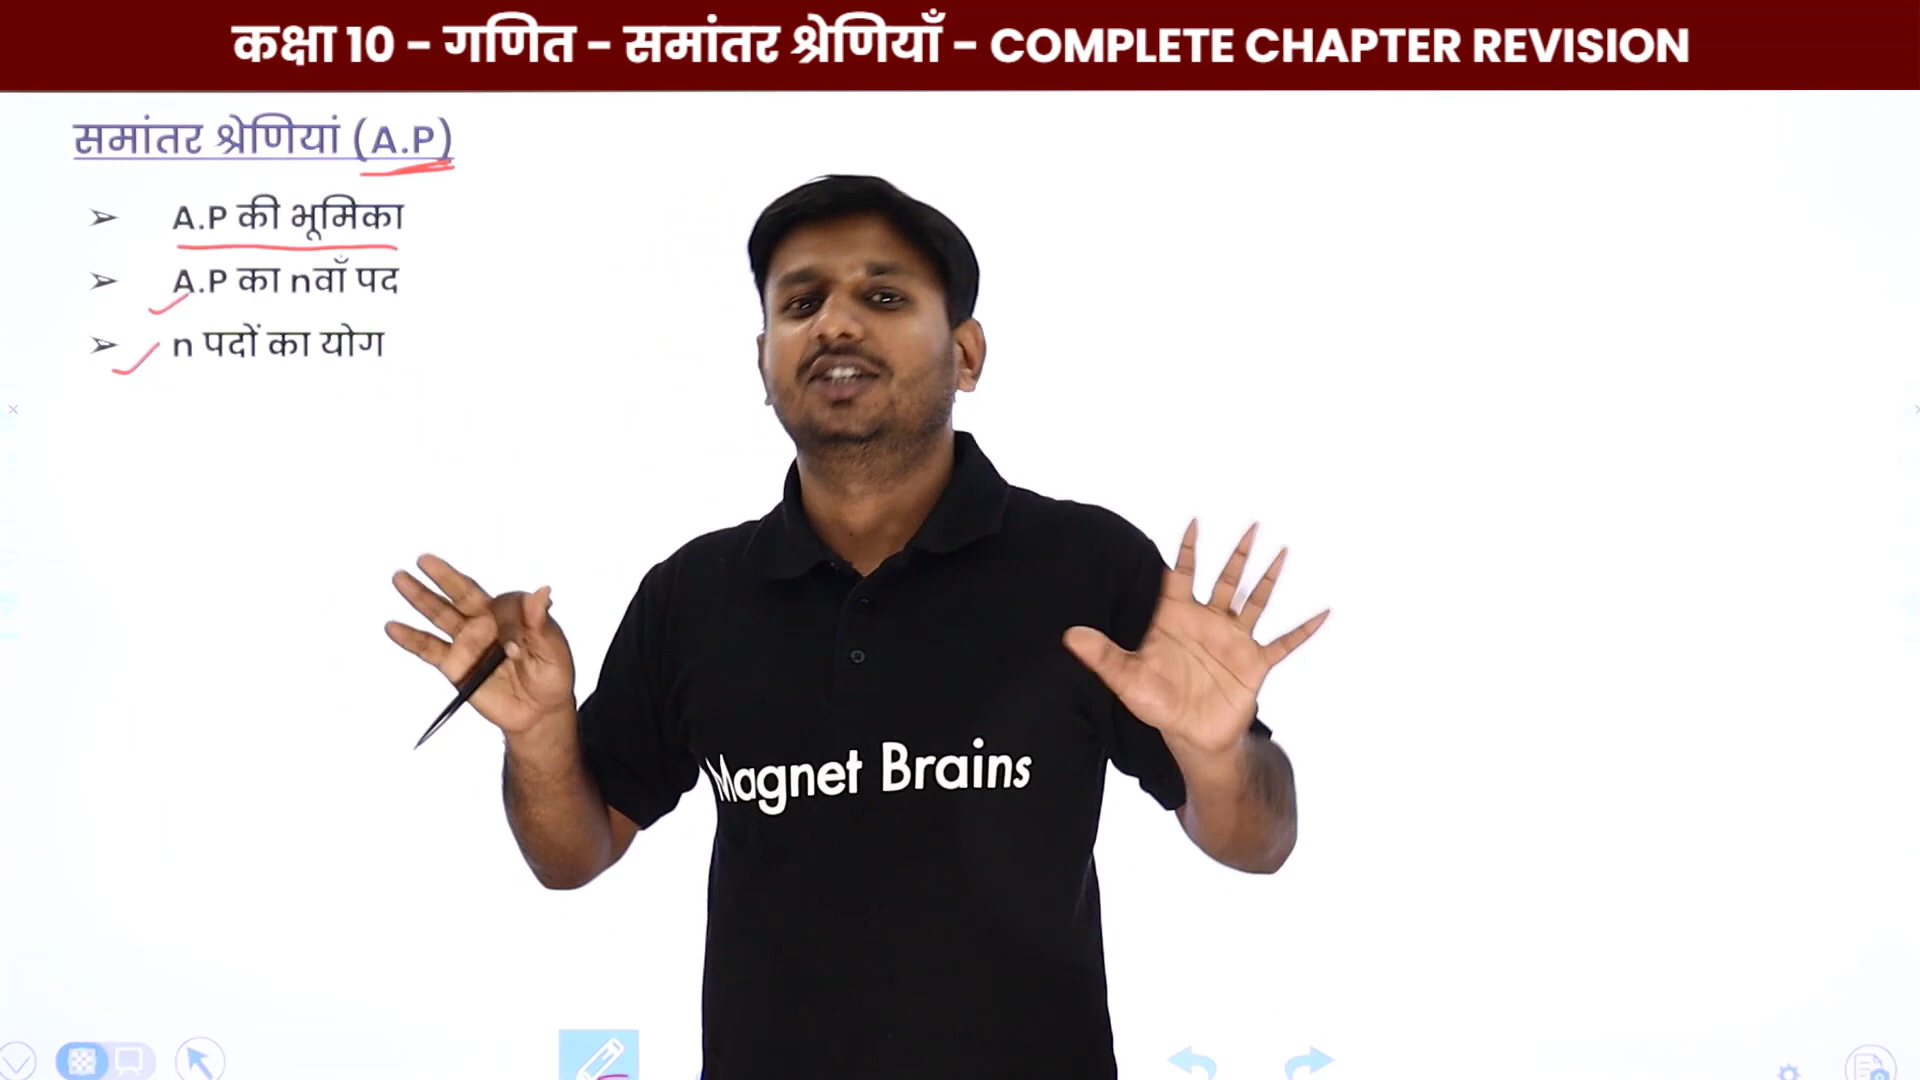 कक्षा 10 – गणित – समांतर श्रेणियाँ – COMPLETE CHAPTER REVISION
समांतर श्रेणियां (A.P)
➢ A.P की भूमिका
➢ A.P का nवाँ पद
➢ n पदों का योग
Magnet Brains